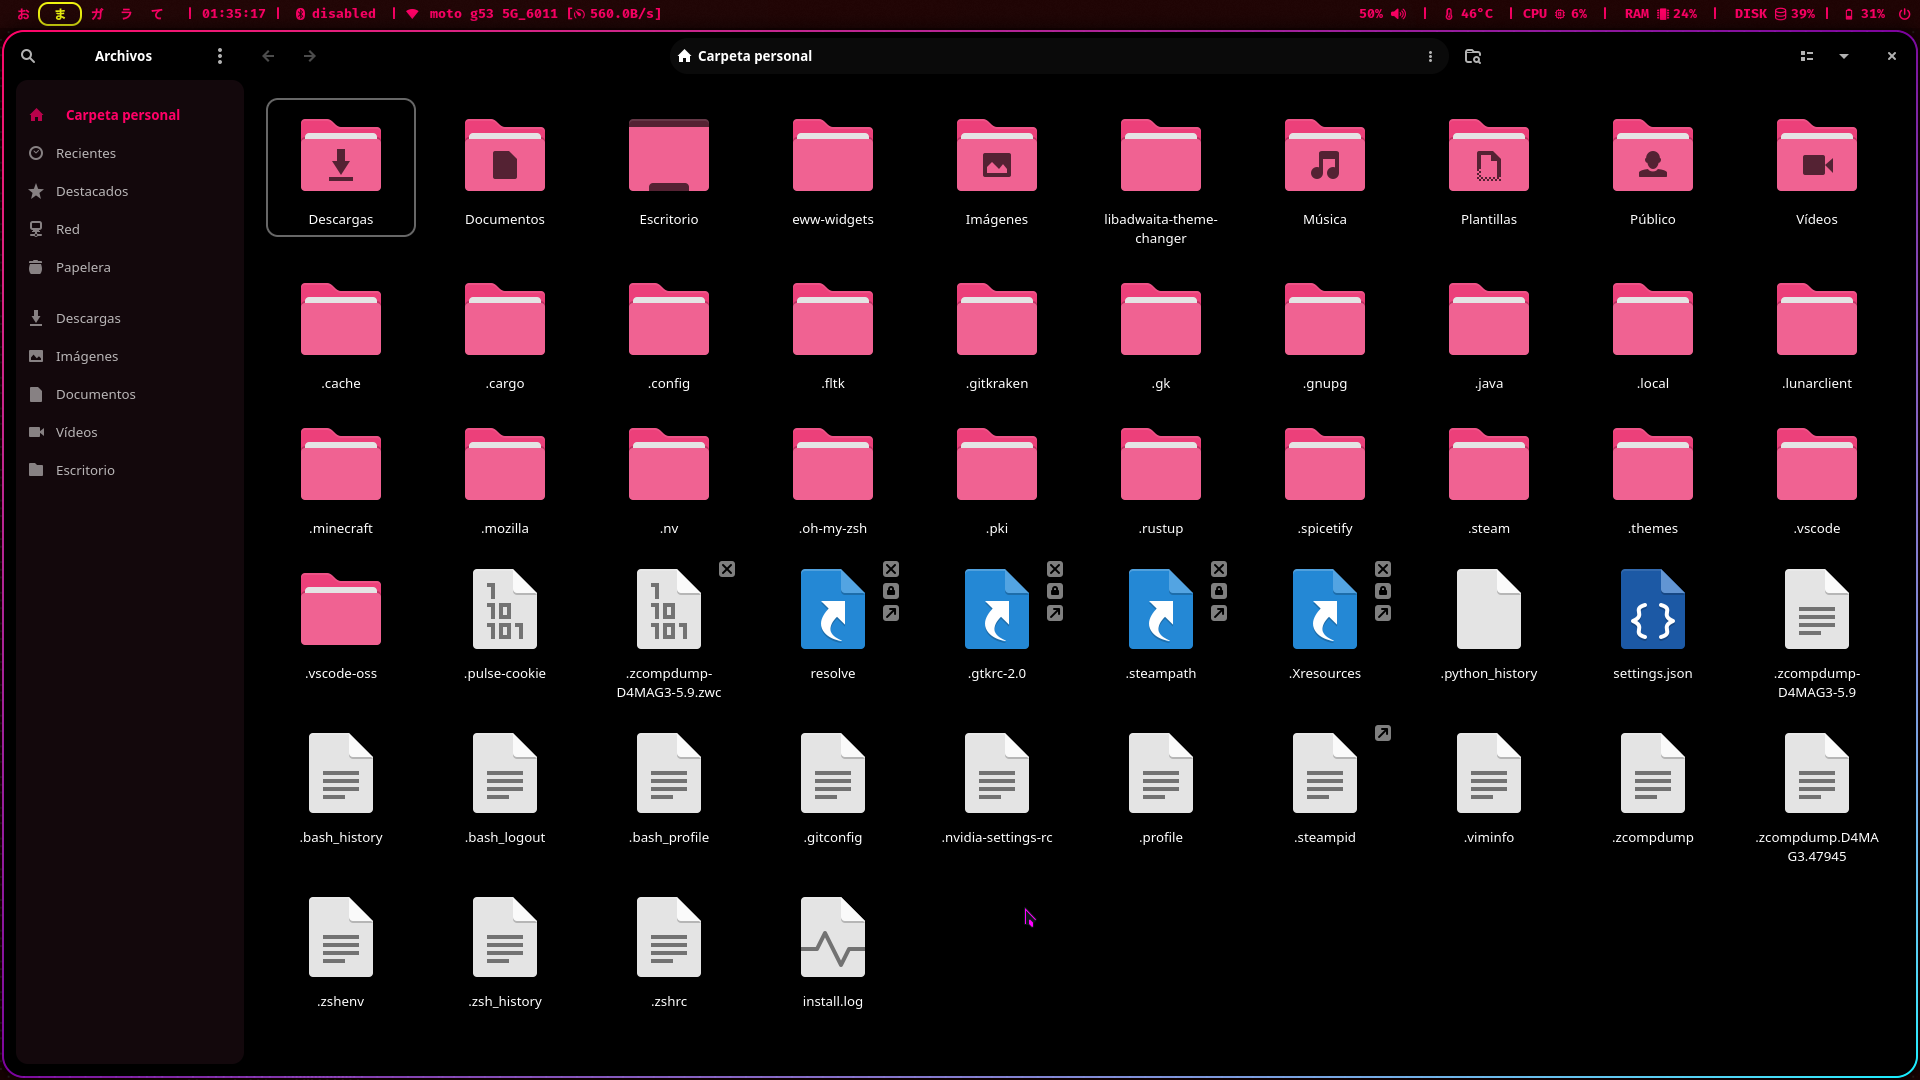 お ま ガ ラ て | 01:35:17 | disabled | moto g53 5G_6011 [ 560.0B/s]
50% | 46°C | CPU 6% | RAM 24% | DISK 39% | 31%
Archivos
Carpeta personal
Carpeta personal
Recientes
Destacados
Red
Papelera
Descargas
Imágenes
Documentos
Vídeos
Escritorio
Descargas
Documentos
Escritorio
eww-widgets
Imágenes
libadwaita-theme-
changer
Música
Plantillas
Público
Vídeos
.cache
.cargo
.config
.fltk
.gitkraken
.gk
.gnupg
.java
.local
.lunarclient
.minecraft
.mozilla
.nv
.oh-my-zsh
.pki
.rustup
.spicetify
.steam
.themes
.vscode
.vscode-oss
.pulse-cookie
.zcompdump-
D4MAG3-5.9.zwc
resolve
.gtkrc-2.0
.steampath
.Xresources
.python_history
settings.json
.zcompdump-
D4MAG3-5.9
.bash_history
.bash_logout
.bash_profile
.gitconfig
.nvidia-settings-rc
.profile
.steampid
.viminfo
.zcompdump
.zcompdump.D4MA
G3.47945
.zshenv
.zsh_history
.zshrc
install.log